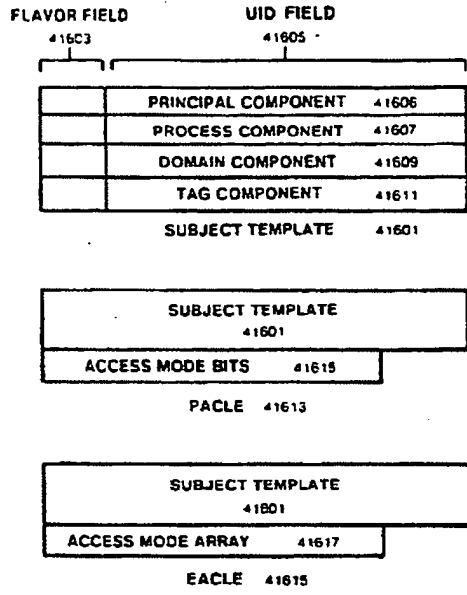 FLAVOR FIELD UID FIELD
41603 41605
PRINCIPAL COMPONENT 41606
PROCESS COMPONENT 41607
DOMAIN COMPONENT 41609
TAG COMPONENT 41611
SUBJECT TEMPLATE 41601
SUBJECT TEMPLATE
41601
ACCESS MODE BITS 41615
PACLE 41613
SUBJECT TEMPLATE
41601
ACCESS MODE ARRAY 41617
EACLE 41615